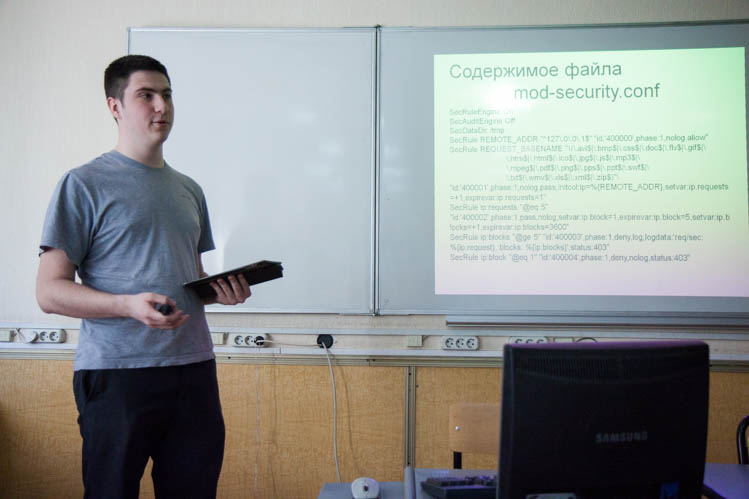 Содержимое файла
mod-security.conf
SecRuleEngine On
SecAuditEngine Off
SecDataDir /tmp
SecRule REMOTE_ADDR "^127\.0\.0\.1$" "id:'400000',phase:1,nolog,allow"
SecRule REQUEST_BASENAME
"id:'400001',phase:1,nolog,pass,initcol:ip=%{REMOTE_ADDR},setvar:ip.requests
=+1,expirevar:ip.requests=1"
SecRule ip:requests "@eq 5"
"id:'400002',phase:1,pass,nolog,setvar:ip.block=1,expirevar:ip.block=5,setvar:ip.b
locks=+1,expirevar:ip.blocks=3600"
SecRule ip:blocks "@ge 5" "id:'400003',phase:1,deny,log,logdata:'req/sec:
%{ip.requests}, blocks: %{ip.blocks}',status:403"
SecRule ip:block "@eq 1" "id:'400004',phase:1,deny,nolog,status:403"
SAMSUNG